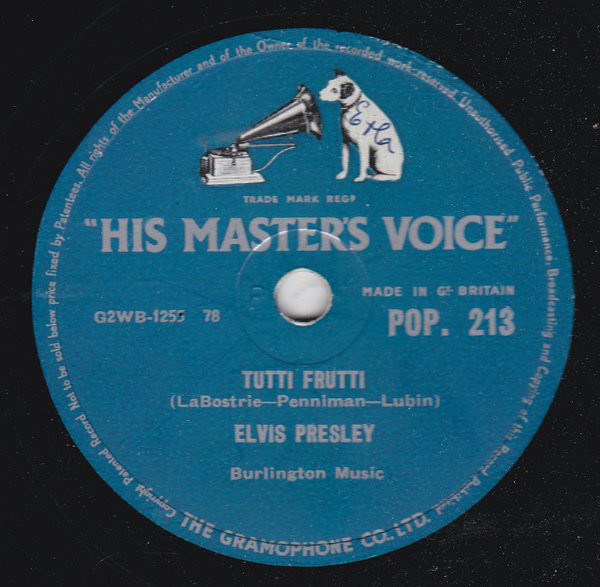 All rights of the Manufacturer and of the Owner of the recorded work reserved. Unauthorised Public Performance, Broadcasting and Copying of this Record Prohibited.
TRADE MARK REGD
"HIS MASTER'S VOICE"
MADE IN GT. BRITAIN
G2WB-1255 78
POP. 213
TUTTI FRUTTI
(LaBostrie—Penniman—Lubin)
ELVIS PRESLEY
Burlington Music
Copyright Patented Record Not to be sold below price fixed by Patentees.
THE GRAMOPHONE CO. LTD.